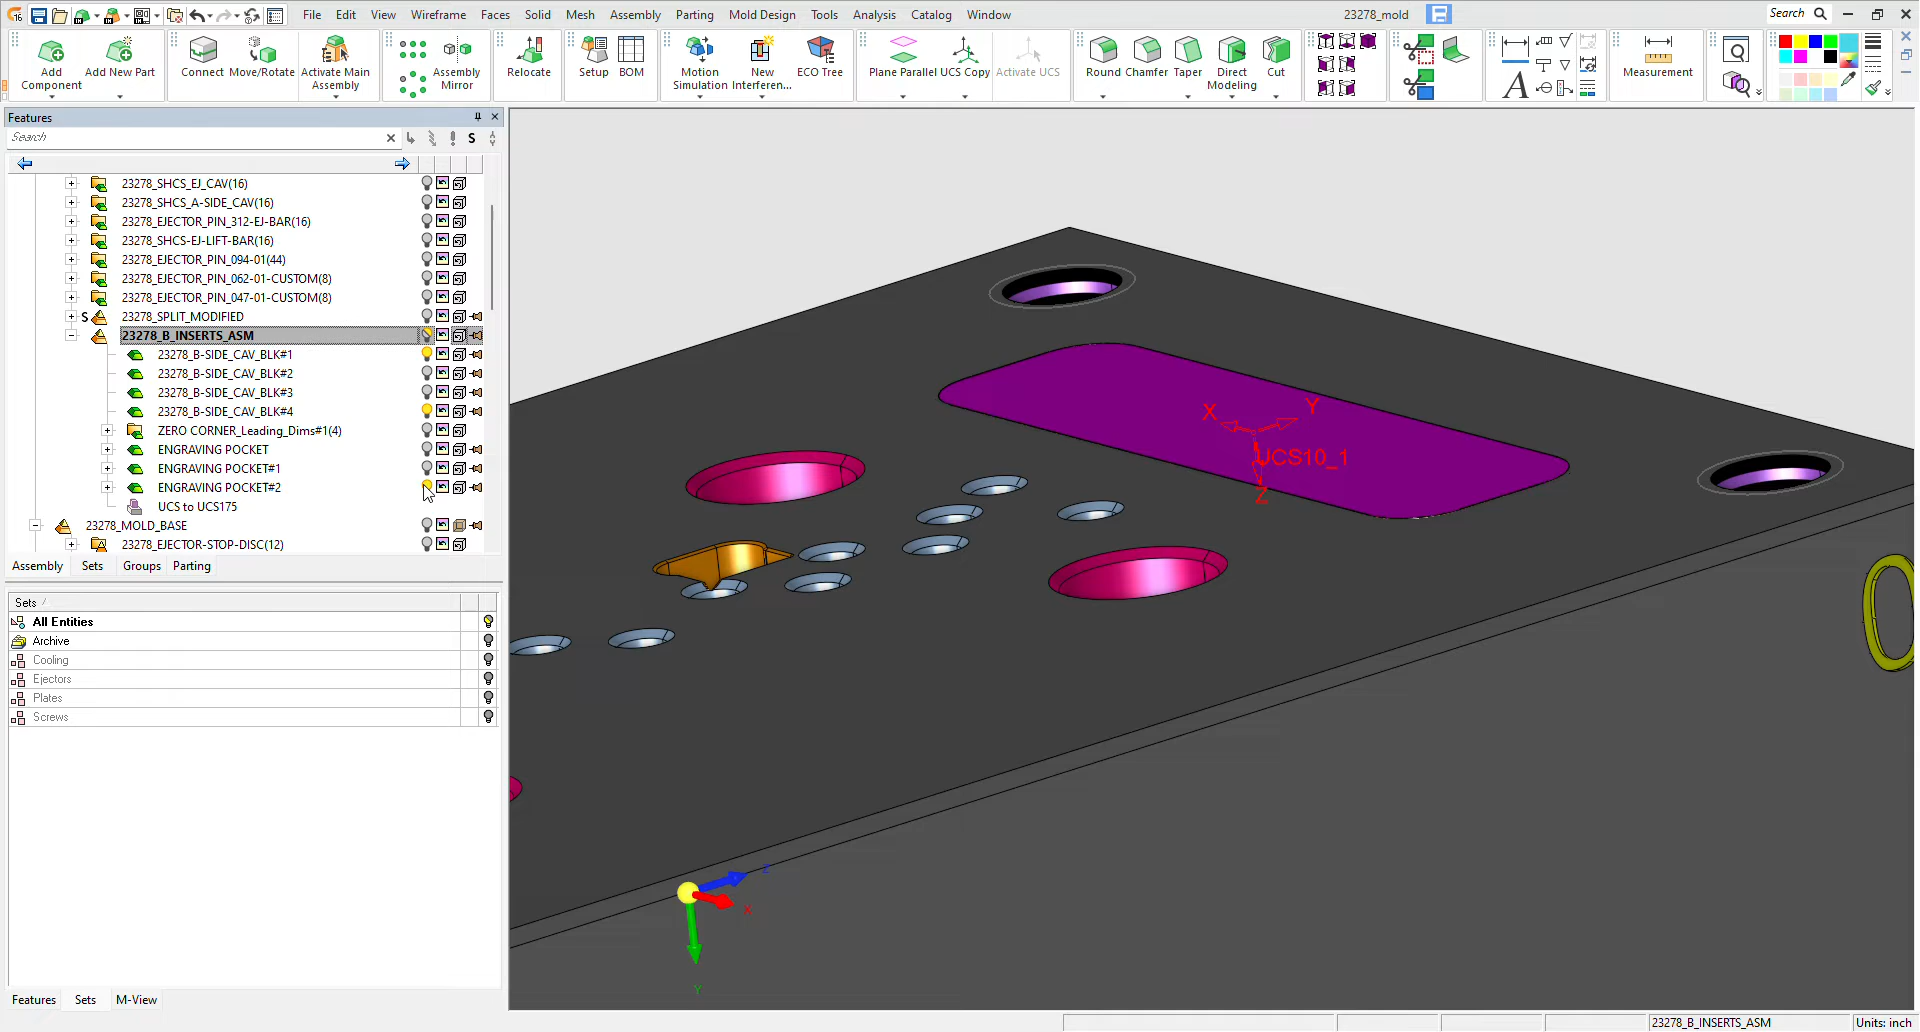 16
File Edit View Wireframe Faces Solid Mesh Assembly Parting Mold Design Tools Analysis Catalog Window
23278_mold
Search
Add Component
Add New Part
Connect
Move/Rotate
Activate Main Assembly
Assembly Mirror
Relocate
Setup
BOM
Motion Simulation
New Interferen...
ECO Tree
Plane Parallel
UCS Copy
Activate UCS
Round
Chamfer
Taper
Direct Modeling
Cut
A
Measurement
Features
Search
S
23278_SHCS_EJ_CAV(16)
23278_SHCS_A-SIDE_CAV(16)
23278_EJECTOR_PIN_312-EJ-BAR(16)
23278_SHCS-EJ-LIFT-BAR(16)
23278_EJECTOR_PIN_094-01(44)
23278_EJECTOR_PIN_062-01-CUSTOM(8)
23278_EJECTOR_PIN_047-01-CUSTOM(8)
S 23278_SPLIT_MODIFIED
23278_B_INSERTS_ASM
23278_B-SIDE_CAV_BLK#1
23278_B-SIDE_CAV_BLK#2
23278_B-SIDE_CAV_BLK#3
23278_B-SIDE_CAV_BLK#4
ZERO CORNER_Leading_Dims#1(4)
ENGRAVING POCKET
ENGRAVING POCKET#1
ENGRAVING POCKET#2
UCS to UCS175
23278_MOLD_BASE
23278_EJECTOR-STOP-DISC(12)
Assembly Sets Groups Parting
Sets
All Entities
Archive
Cooling
Ejectors
Plates
Screws
Features Sets M-View
X
Y
UCS10_1
Z
0
Z
X
Y
23278_B_INSERTS_ASM
Units: inch